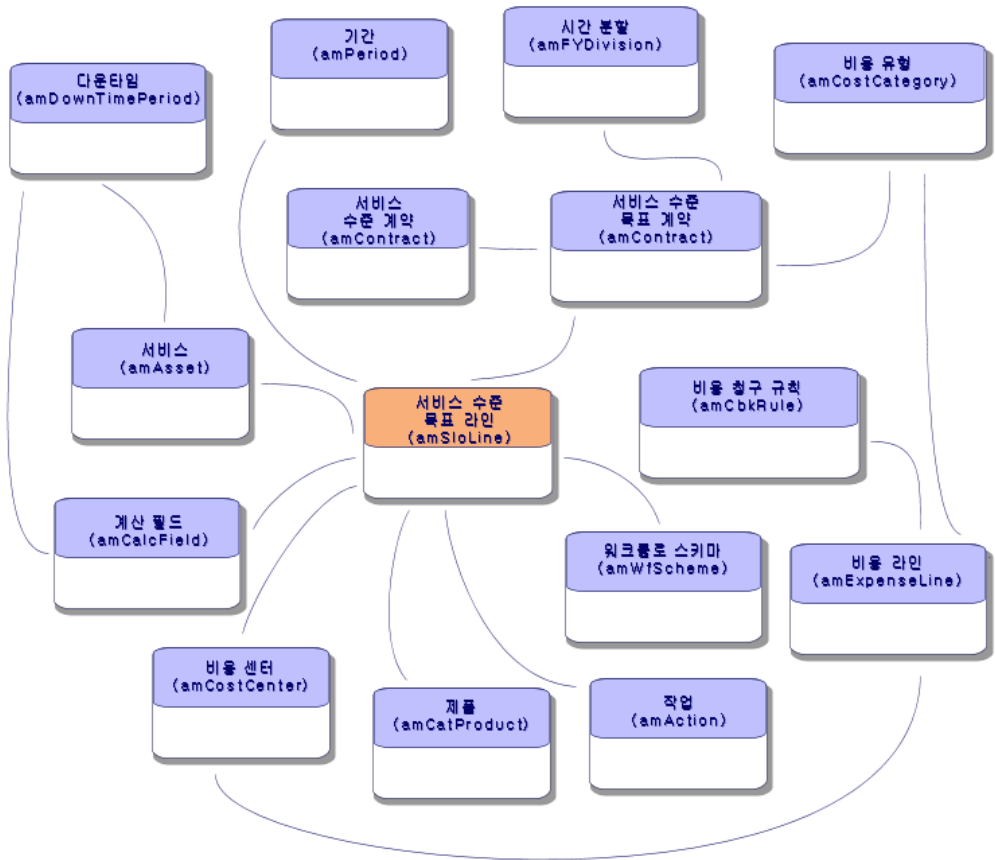 시간 분할
(amFYDivision)
기간
(amPeriod)
비용 유형
(amCostCategory)
다운타임
(amDownTimePeriod)
서비스
수준 계약
(amContract)
서비스 수준
목표 계약
(amContract)
서비스
(amAsset)
비용 청구 규칙
(amCbkRule)
서비스 수준
목표 라인
(amSloLine)
계산 필드
(amCalcField)
워크플로 스키마
(amWfScheme)
비용 라인
(amExpenseLine)
비용 센터
(amCostCenter)
제품
(amCatProduct)
작업
(amAction)